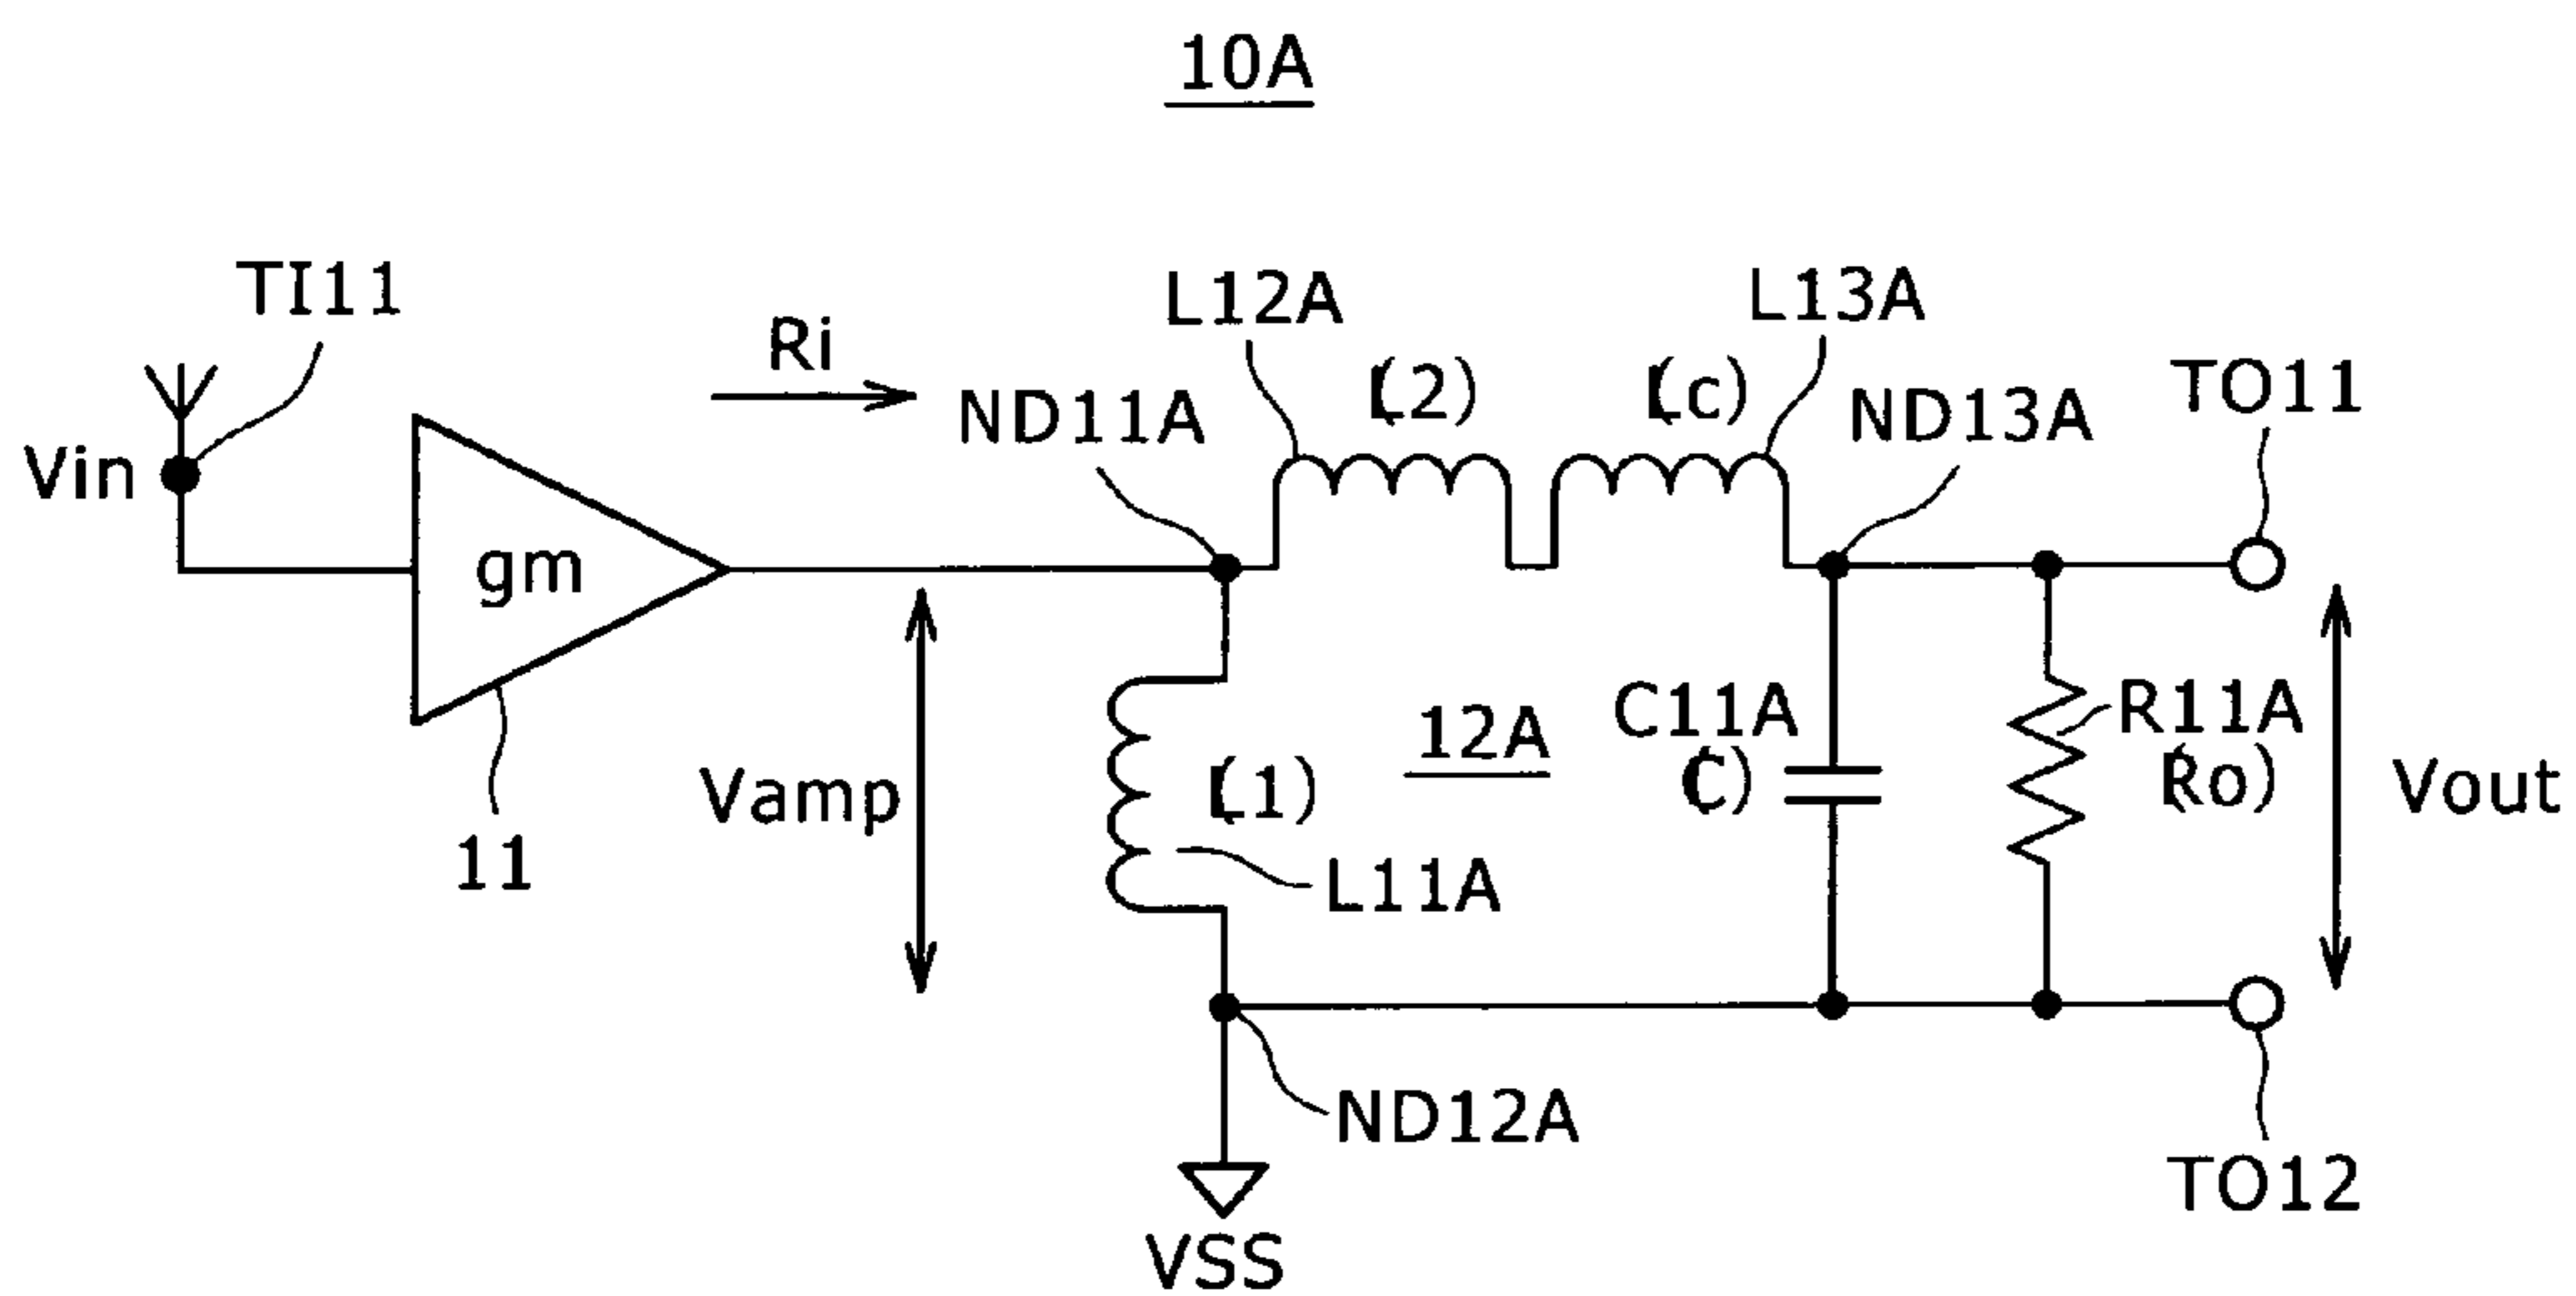 10A
TI11
Ri
L12A
L13A
(L2)
(Lc)
ND11A
ND13A
TO11
Vin
gm
C11A
(C)
12A
R11A
(Ro)
Vamp
(L1)
Vout
11
L11A
ND12A
TO12
VSS